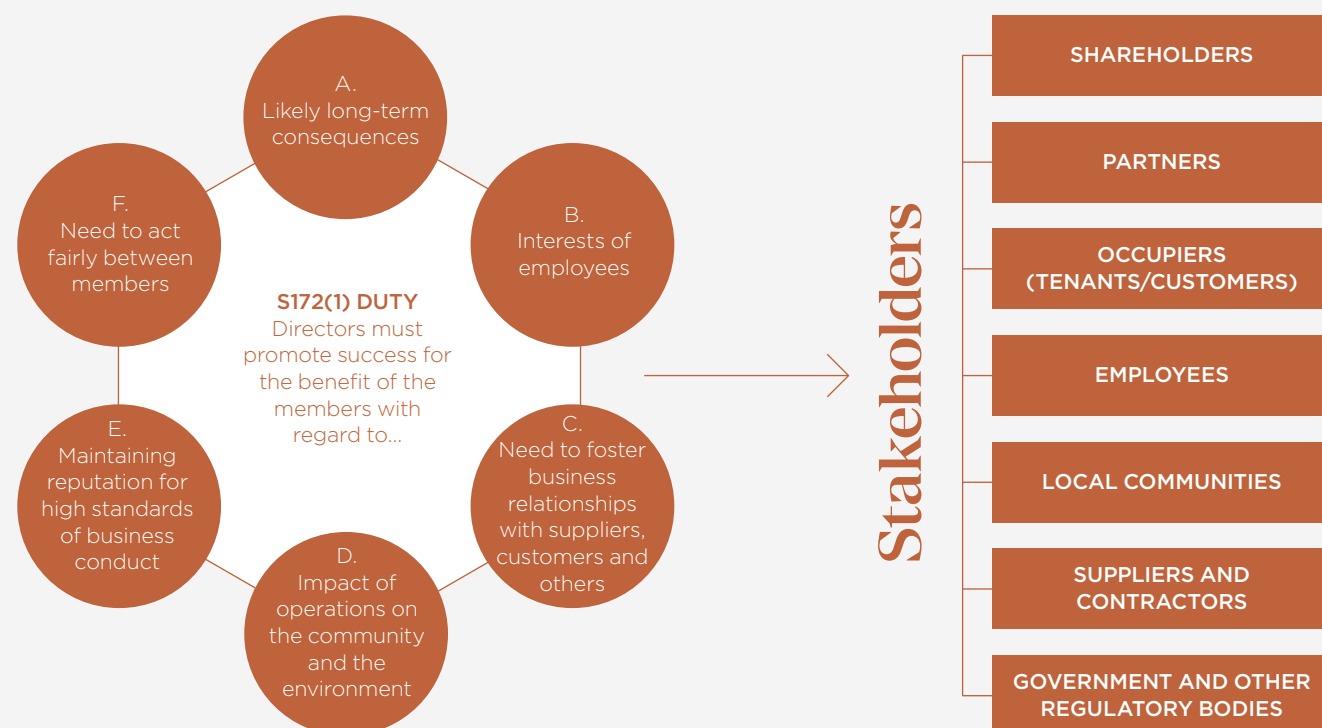 A.
Likely long-term
consequences
B.
Interests of
employees
C.
Need to foster
business
relationships
with suppliers,
customers and
others
D.
Impact of
operations on
the community
and the
environment
E.
Maintaining
reputation for
high standards
of business
conduct
F.
Need to act
fairly between
members
S172(1) DUTY
Directors must
promote success for
the benefit of the
members with
regard to...
Stakeholders
SHAREHOLDERS
PARTNERS
OCCUPIERS
(TENANTS/CUSTOMERS)
EMPLOYEES
LOCAL COMMUNITIES
SUPPLIERS AND
CONTRACTORS
GOVERNMENT AND OTHER
REGULATORY BODIES